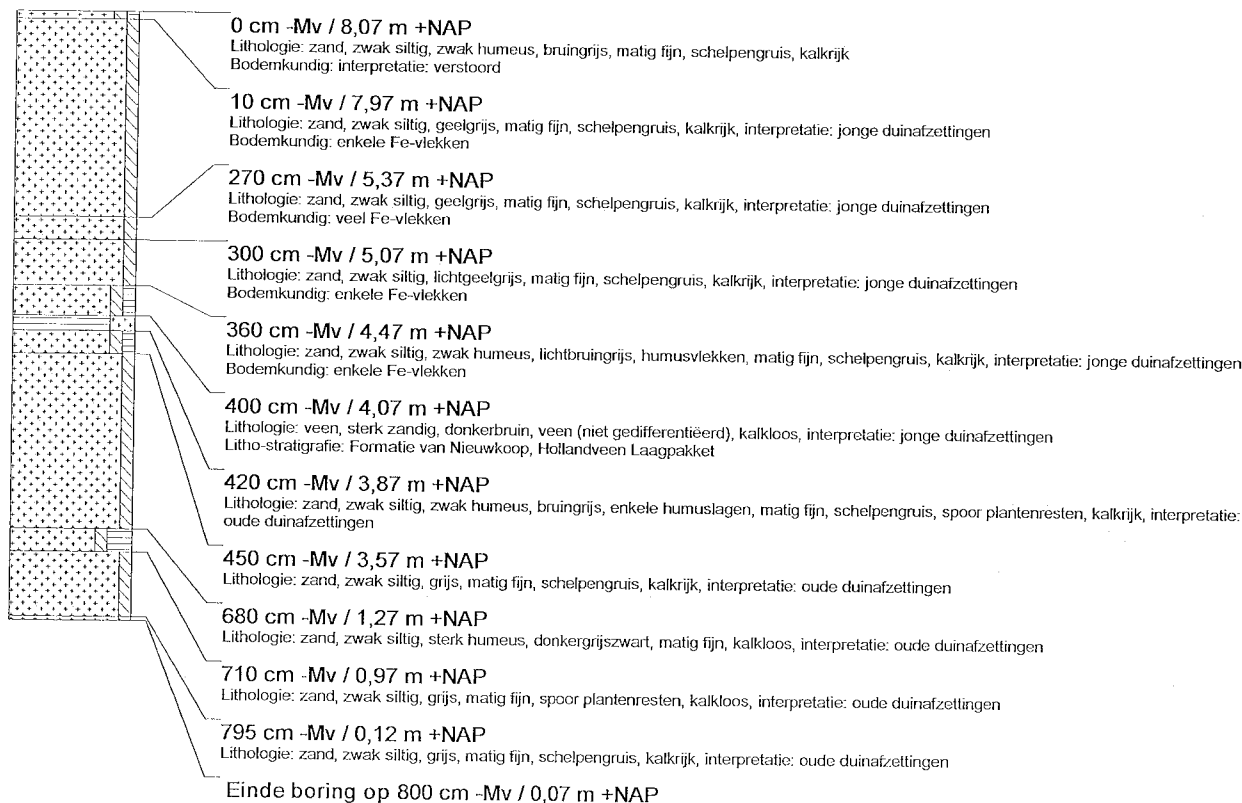 0 cm -Mv / 8,07 m +NAP
Lithologie: zand, zwak siltig, zwak humeus, bruingrijs, matig fijn, schelpengruis, kalkrijk
Bodemkundig: interpretatie: verstoord
10 cm -Mv / 7,97 m +NAP
Lithologie: zand, zwak siltig, geelgrijs, matig fijn, schelpengruis, kalkrijk, interpretatie: jonge duinafzettingen
Bodemkundig: enkele Fe-vlekken
270 cm -Mv / 5,37 m +NAP
Lithologie: zand, zwak siltig, geelgrijs, matig fijn, schelpengruis, kalkrijk, interpretatie: jonge duinafzettingen
Bodemkundig: veel Fe-vlekken
300 cm -Mv / 5,07 m +NAP
Lithologie: zand, zwak siltig, lichtgeelgrijs, matig fijn, schelpengruis, kalkrijk, interpretatie: jonge duinafzettingen
Bodemkundig: enkele Fe-vlekken
360 cm -Mv / 4,47 m +NAP
Lithologie: zand, zwak siltig, zwak humeus, lichtbruingrijs, humusvlekken, matig fijn, schelpengruis, kalkrijk, interpretatie: jonge duinafzettingen
Bodemkundig: enkele Fe-vlekken
400 cm -Mv / 4,07 m +NAP
Lithologie: veen, sterk zandig, donkerbruin, veen (niet gedifferentiëerd), kalkloos, interpretatie: jonge duinafzettingen
Litho-stratigrafie: Formatie van Nieuwkoop, Hollandveen Laagpakket
420 cm -Mv / 3,87 m +NAP
Lithologie: zand, zwak siltig, zwak humeus, bruingrijs, enkele humuslagen, matig fijn, schelpengruis, spoor plantenresten, kalkrijk, interpretatie:
oude duinafzettingen
450 cm -Mv / 3,57 m +NAP
Lithologie: zand, zwak siltig, grijs, matig fijn, schelpengruis, kalkrijk, interpretatie: oude duinafzettingen
680 cm -Mv / 1,27 m +NAP
Lithologie: zand, zwak siltig, sterk humeus, donkergrijszwart, matig fijn, kalkloos, interpretatie: oude duinafzettingen
710 cm -Mv / 0,97 m +NAP
Lithologie: zand, zwak siltig, grijs, matig fijn, spoor plantenresten, kalkloos, interpretatie: oude duinafzettingen
795 cm -Mv / 0,12 m +NAP
Lithologie: zand, zwak siltig, grijs, matig fijn, schelpengruis, kalkrijk, interpretatie: oude duinafzettingen
Einde boring op 800 cm -Mv / 0,07 m +NAP